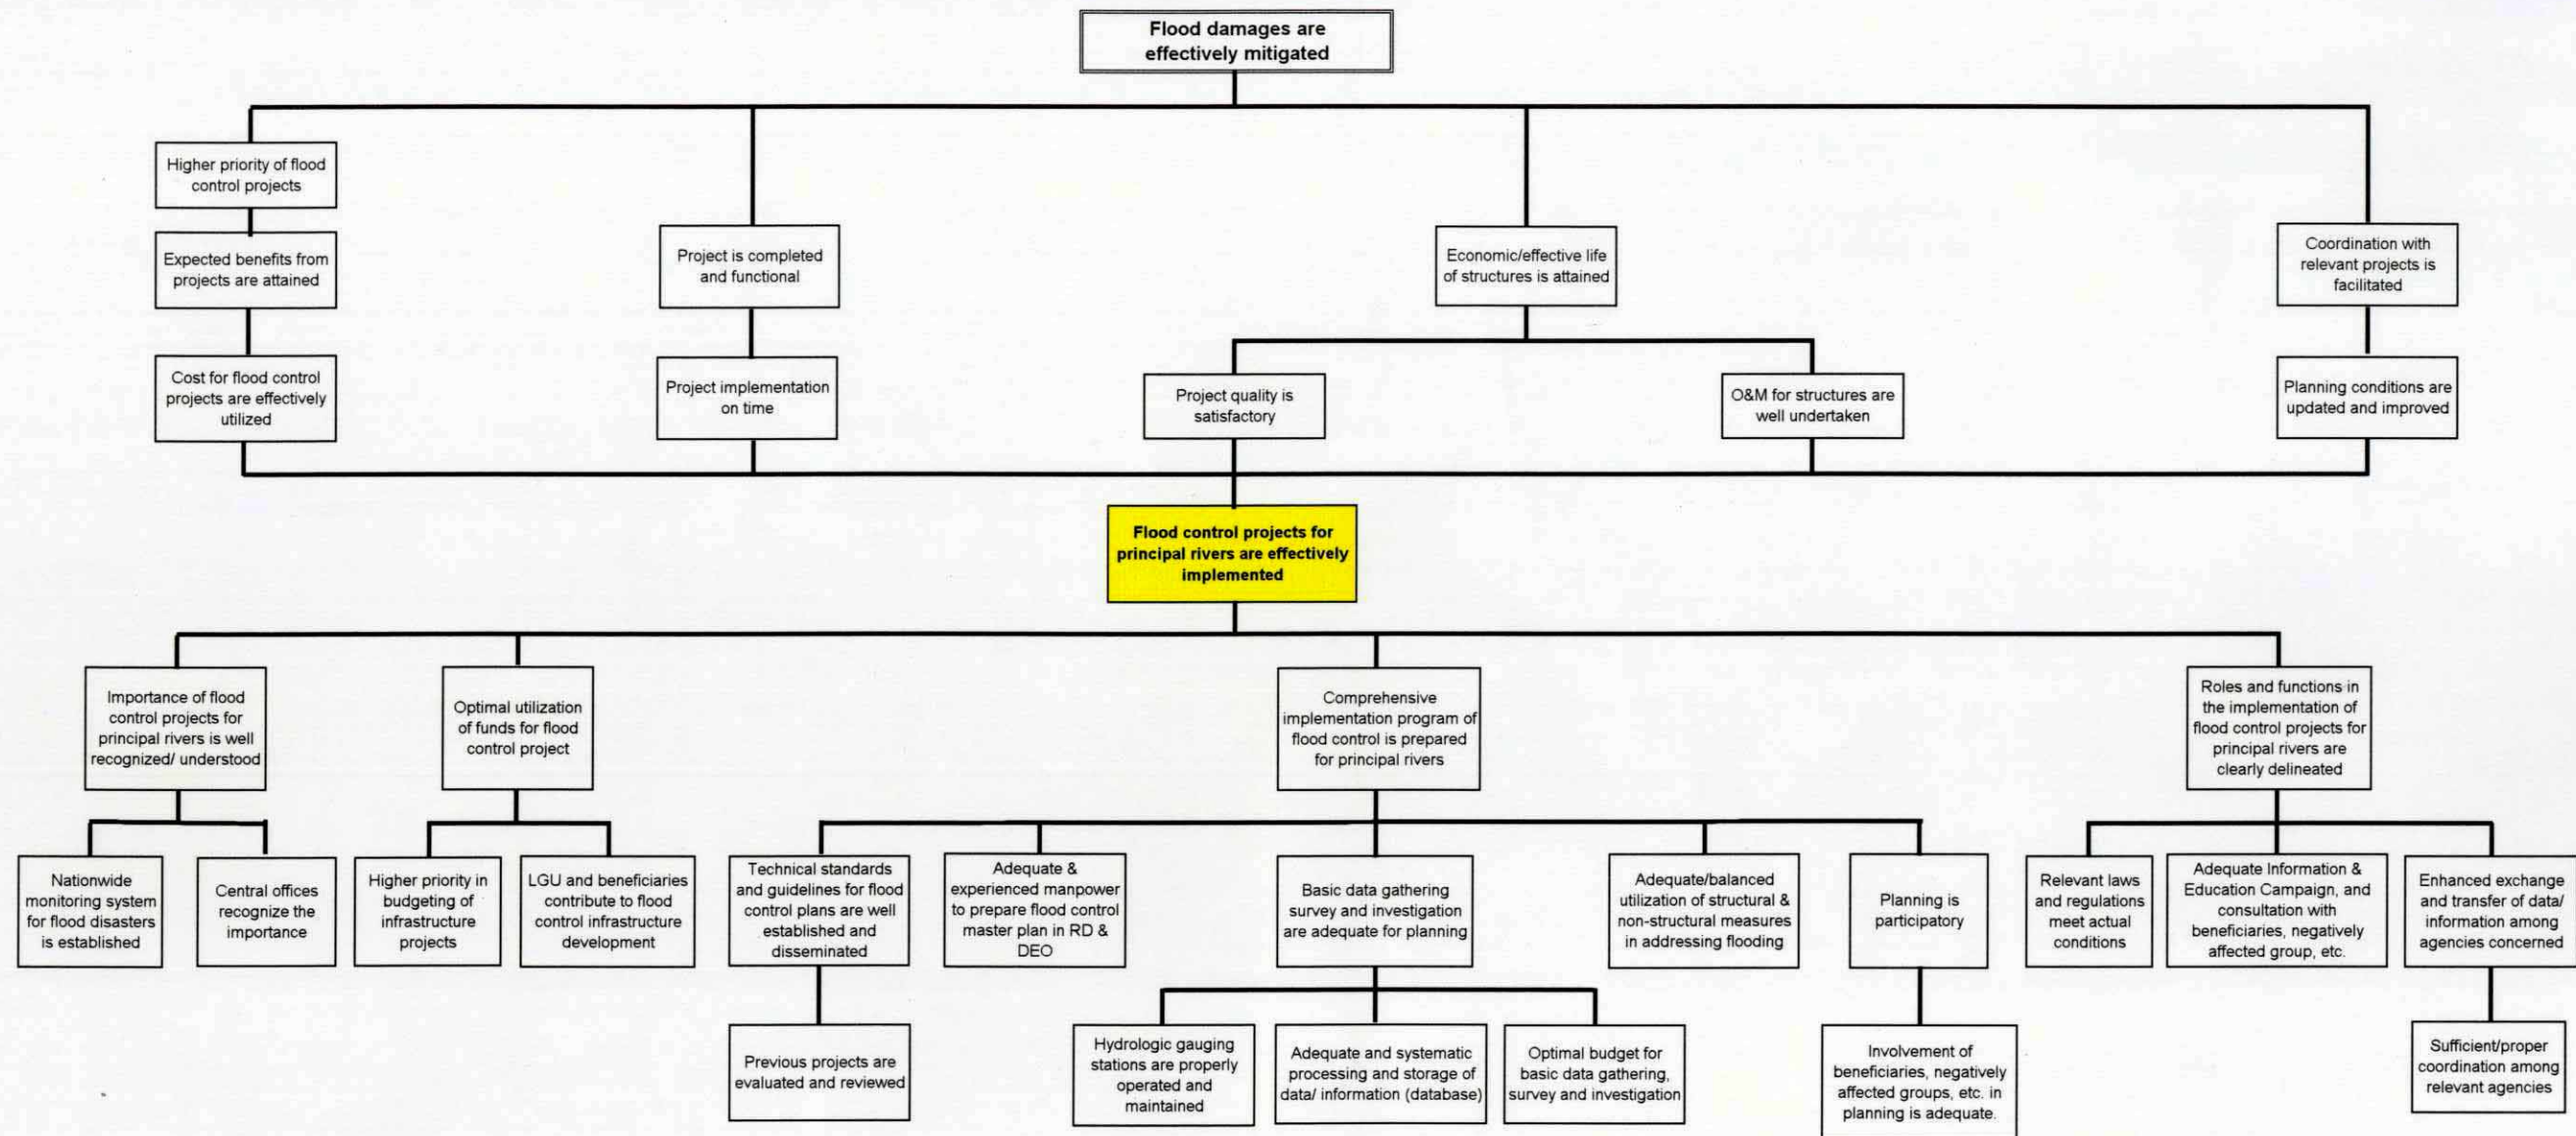 Flood damages are
effectively mitigated
Higher priority of flood
control projects
Expected benefits from
projects are attained
Project is completed
and functional
Economic/effective life
of structures is attained
Coordination with
relevant projects is
facilitated
Cost for flood control
projects are effectively
utilized
Project implementation
on time
Project quality is
satisfactory
O&M for structures are
well undertaken
Planning conditions are
updated and improved
Flood control projects for
principal rivers are effectively
implemented
Importance of flood
control projects for
principal rivers is well
recognized/ understood
Optimal utilization
of funds for flood
control project
Comprehensive
implementation program of
flood control is prepared
for principal rivers
Roles and functions in
the implementation of
flood control projects for
principal rivers are
clearly delineated
Nationwide
monitoring system
for flood disasters
is established
Central offices
recognize the
importance
Higher priority in
budgeting of
infrastructure
projects
LGU and beneficiaries
contribute to flood
control infrastructure
development
Technical standards
and guidelines for flood
control plans are well
established and
disseminated
Adequate &
experienced manpower
to prepare flood control
master plan in RD &
DEO
Basic data gathering
survey and investigation
are adequate for planning
Adequate/balanced
utilization of structural &
non-structural measures
in addressing flooding
Planning is
participatory
Relevant laws
and regulations
meet actual
conditions
Adequate Information &
Education Campaign, and
consultation with
beneficiaries, negatively
affected group, etc.
Enhanced exchange
and transfer of data/
information among
agencies concerned
Previous projects are
evaluated and reviewed
Hydrologic gauging
stations are properly
operated and
maintained
Adequate and systematic
processing and storage of
data/ information (database)
Optimal budget for
basic data gathering,
survey and investigation
Involvement of
beneficiaries, negatively
affected groups, etc. in
planning is adequate.
Sufficient/proper
coordination among
relevant agencies